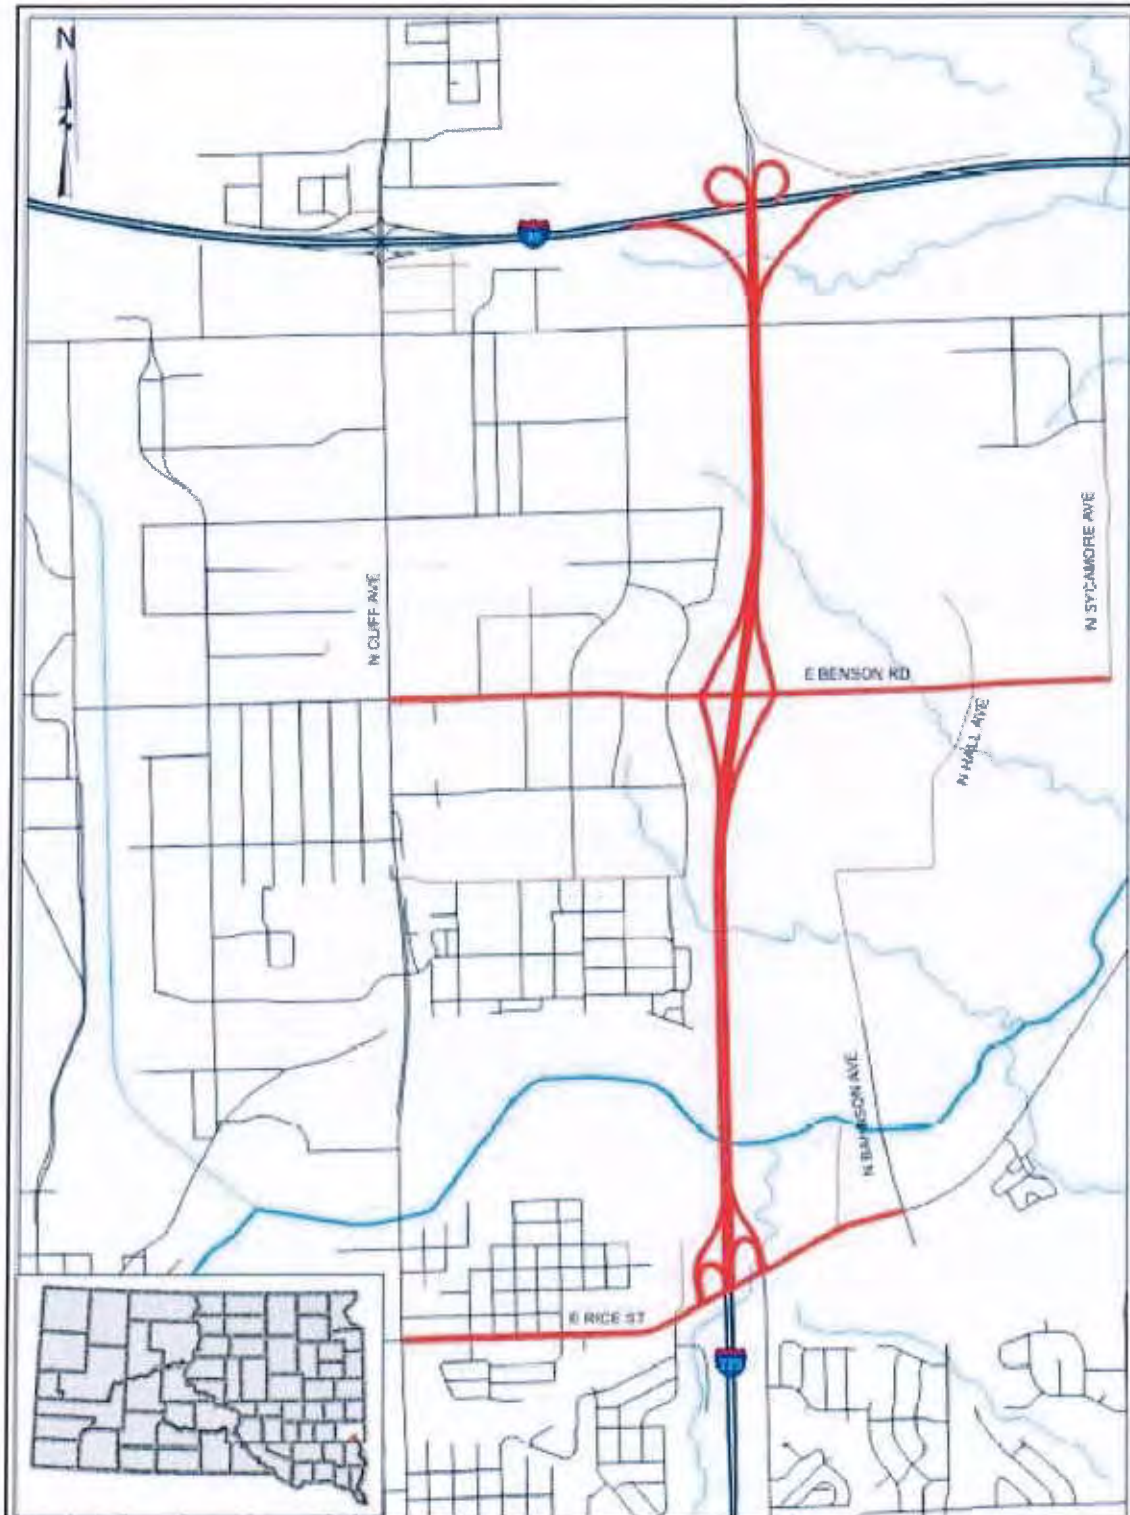 N
N CLIFF AVE
N SYCAMORE AVE
E BENSON RD
N HALL AVE
N BAHNSON AVE
E RICE ST
229